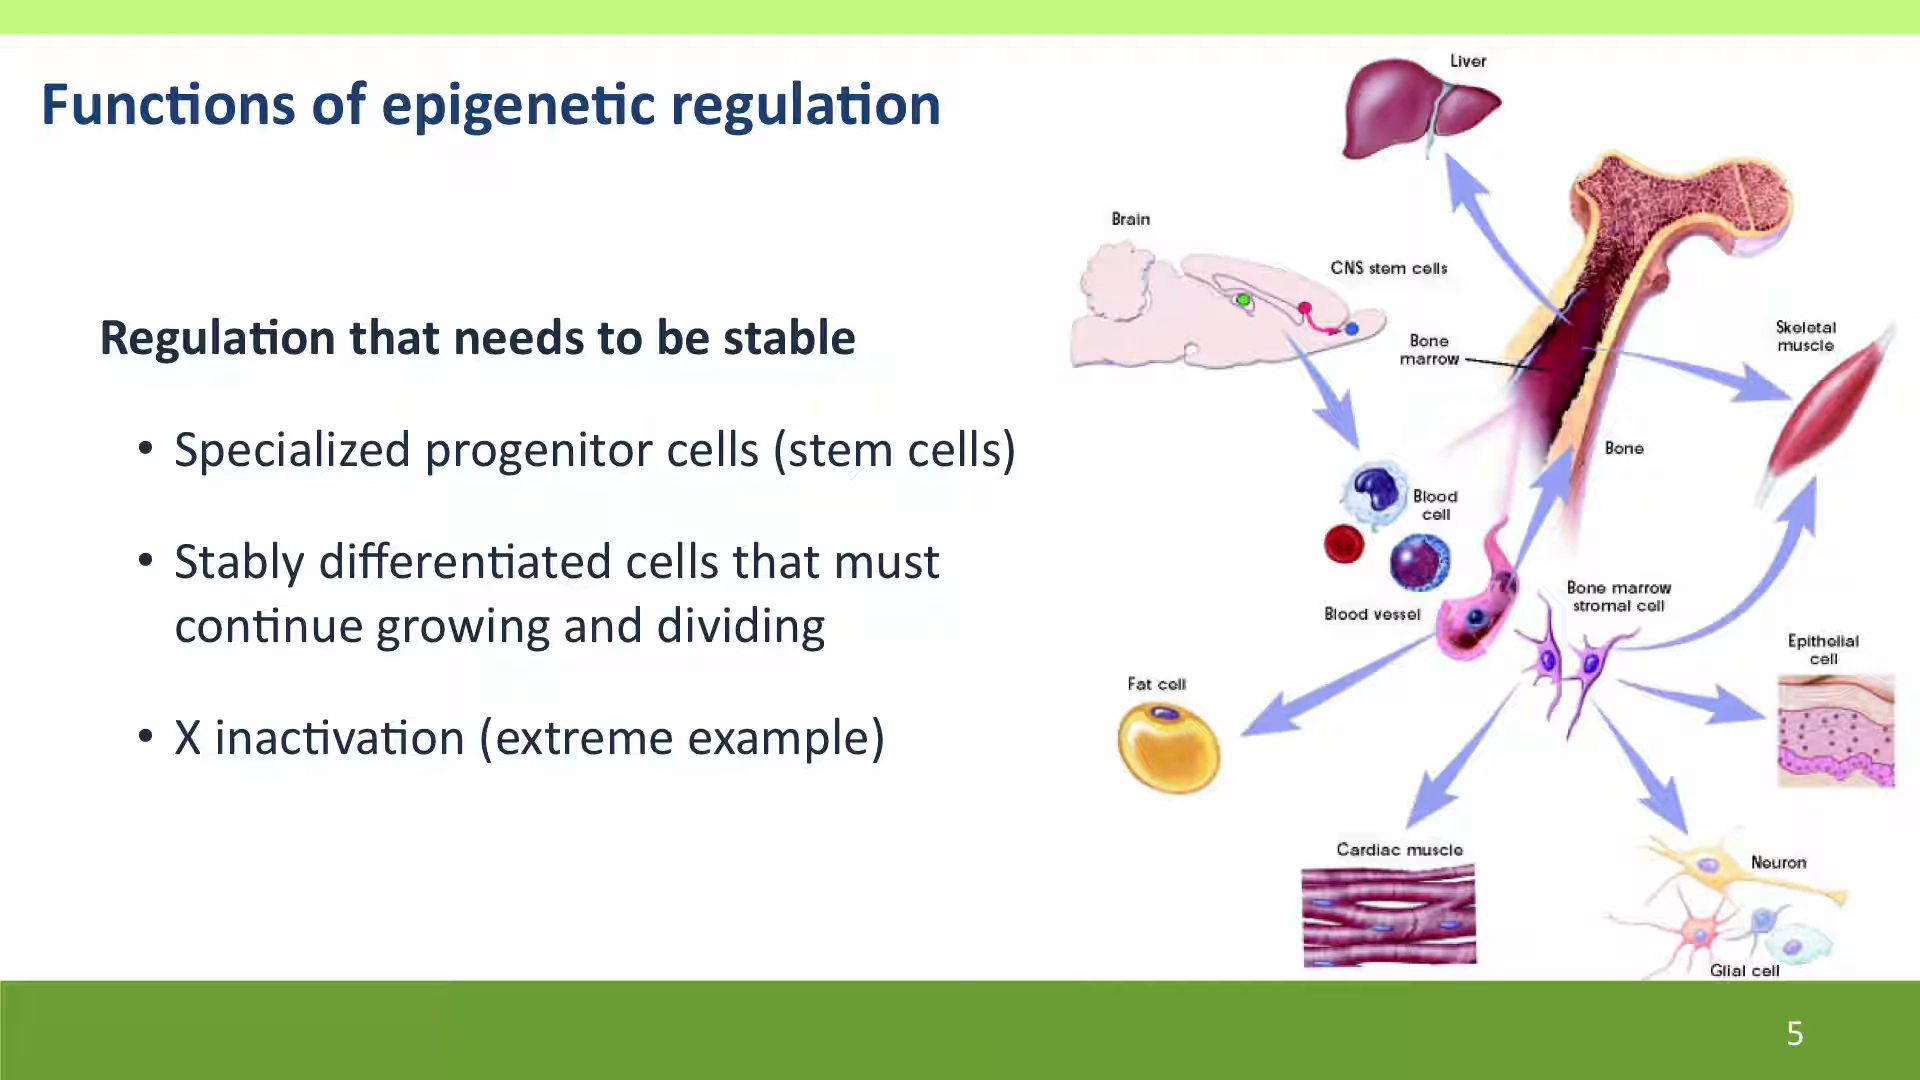 Functions of epigenetic regulation
Regulation that needs to be stable
• Specialized progenitor cells (stem cells)
• Stably differentiated cells that must
continue growing and dividing
• X inactivation (extreme example)
Liver
Brain
CNS stem cells
Bone
marrow
Skeletal
muscle
Bone
Blood
cell
Blood vessel
Bone marrow
stromal cell
Epithelial
cell
Fat cell
Cardiac muscle
Neuron
Glial cell
5